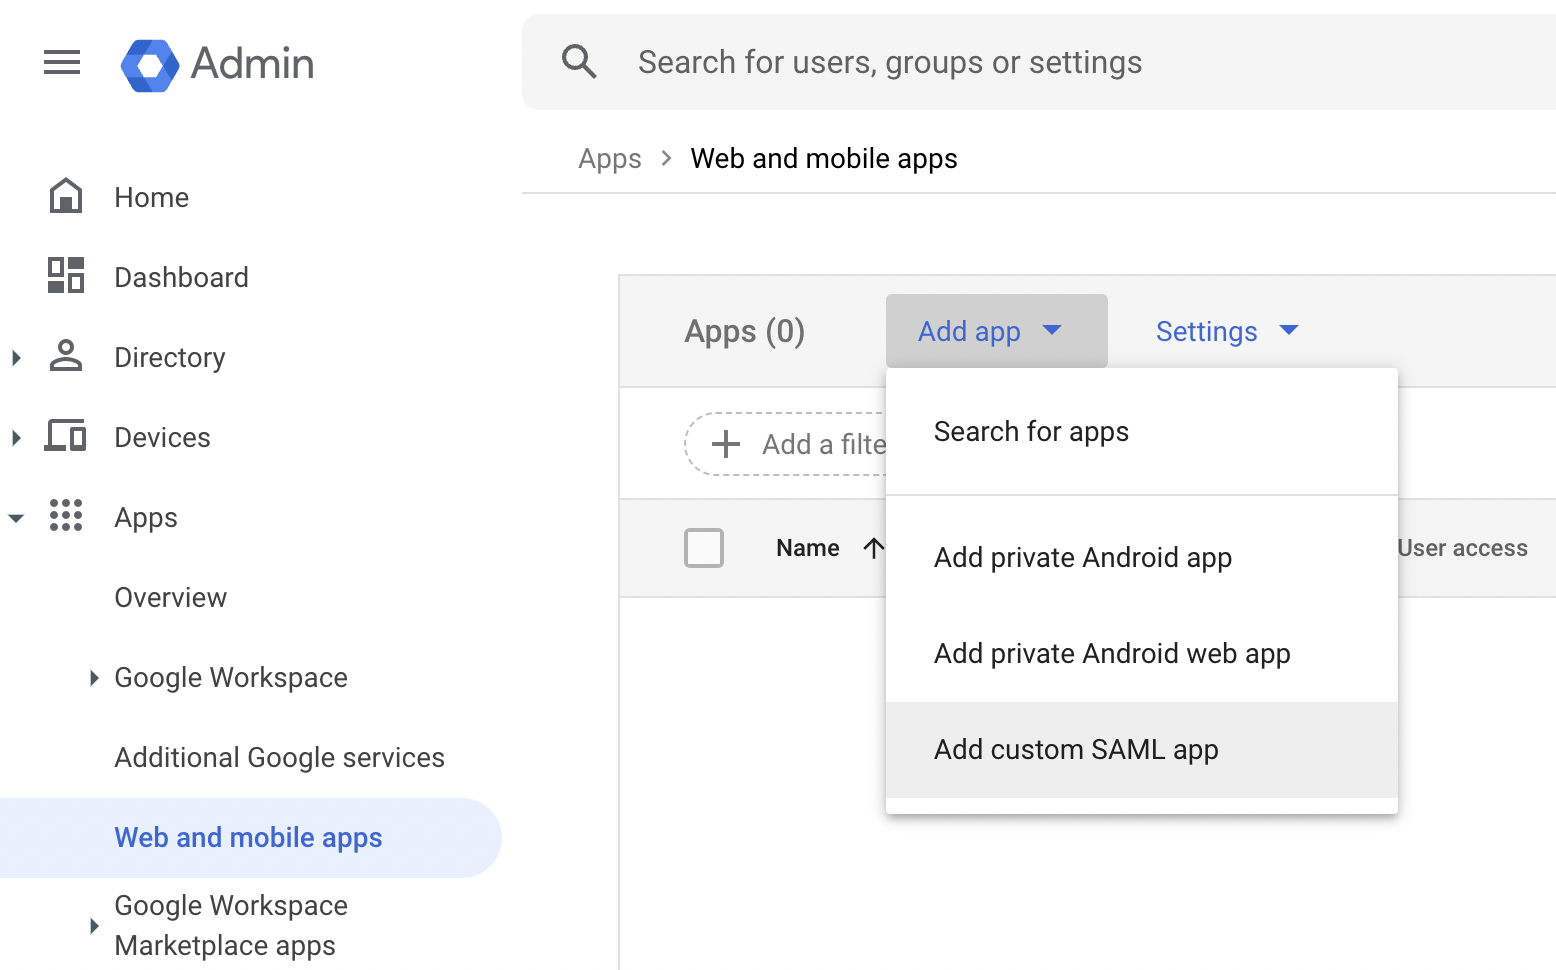 Admin
Search for users, groups or settings
Apps > Web and mobile apps
Home
Dashboard
Directory
Devices
Apps
Overview
Google Workspace
Additional Google services
Web and mobile apps
Google Workspace
Marketplace apps
Apps (0)
Add app
Settings
Add a filte
Name
User access
Search for apps
Add private Android app
Add private Android web app
Add custom SAML app